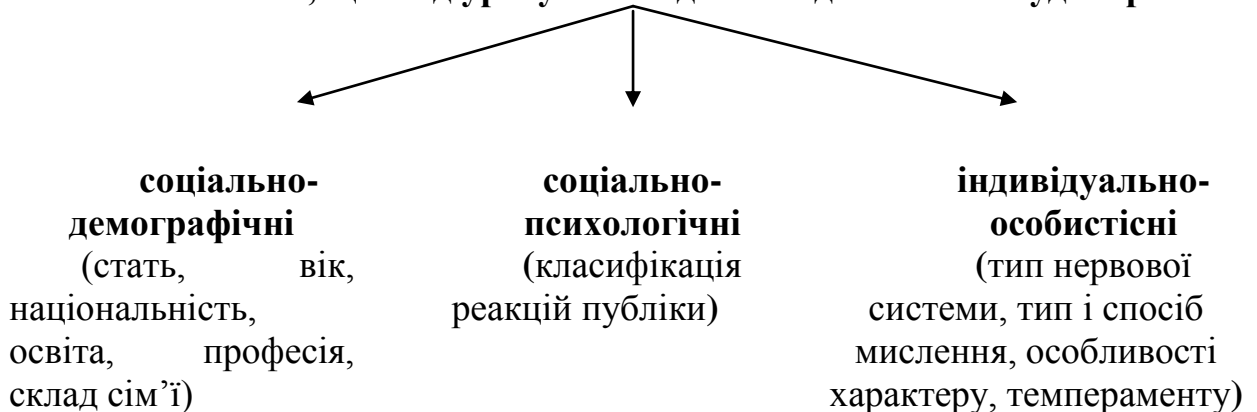 соціально-
демографічні
(стать, вік,
національність,
освіта, професія,
склад сім’ї)
соціально-
психологічні
(класифікація
реакцій публіки)
індивідуально-
особистісні
(тип нервової
системи, тип і спосіб
мислення, особливості
характеру, темпераменту)